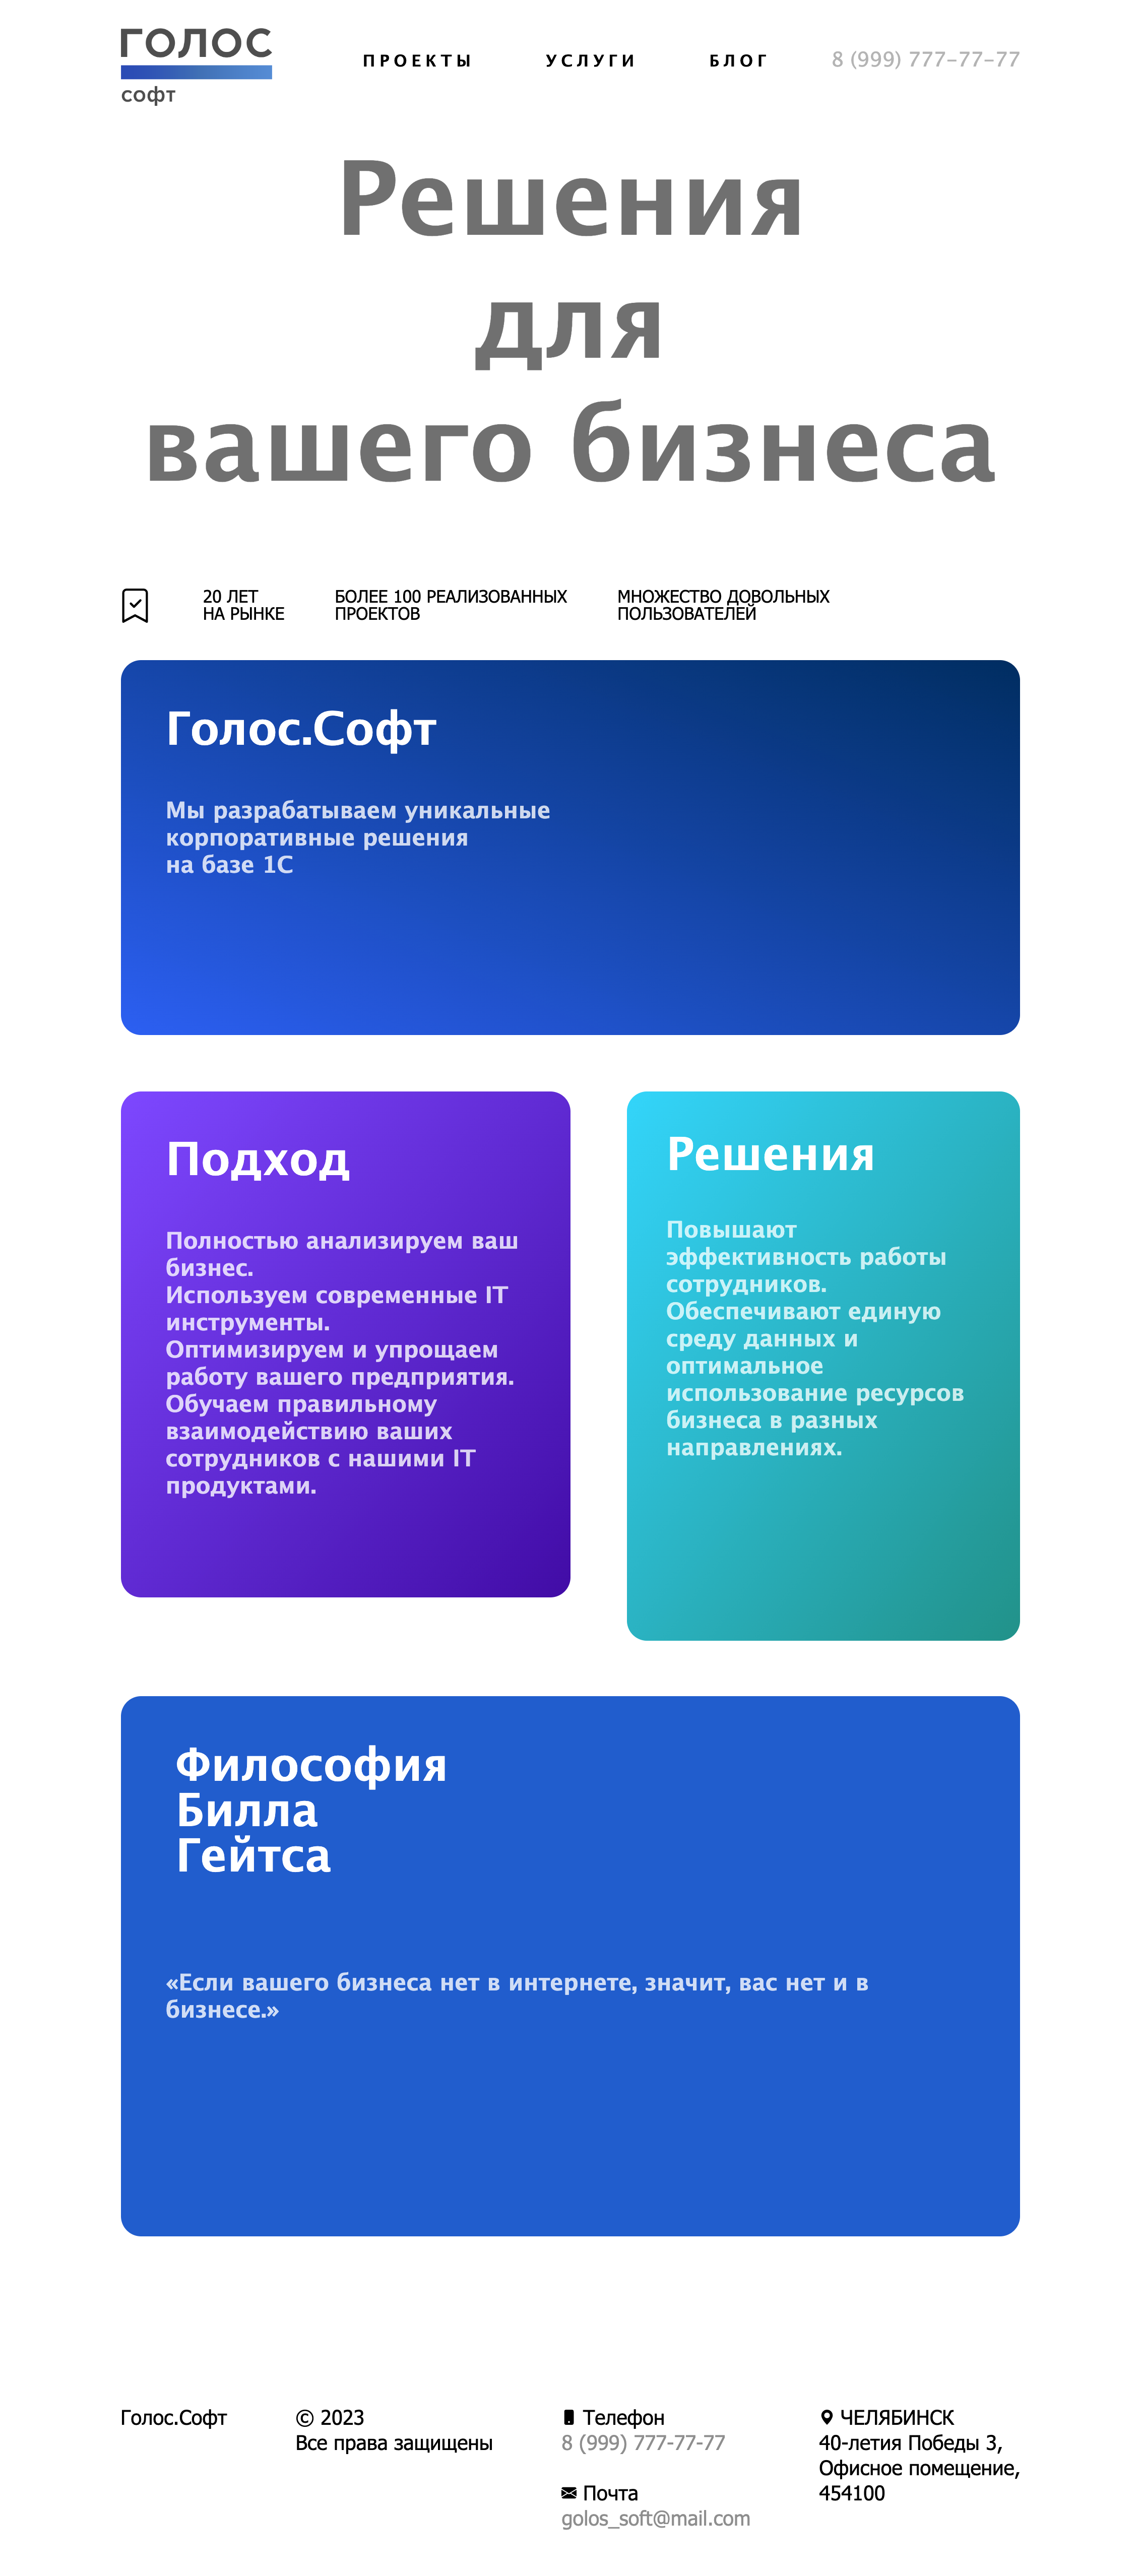 ГОЛОС
софт
ПРОЕКТЫ
УСЛУГИ
БЛОГ
8 (999) 777-77-77
Решения
для
вашего бизнеса
20 ЛЕТ
НА РЫНКЕ
БОЛЕЕ 100 РЕАЛИЗОВАННЫХ
ПРОЕКТОВ
МНОЖЕСТВО ДОВОЛЬНЫХ
ПОЛЬЗОВАТЕЛЕЙ
Голос.Софт
Мы разрабатываем уникальные
корпоративные решения
на базе 1С
Подход
Полностью анализируем ваш
бизнес.
Используем современные IT
инструменты.
Оптимизируем и упрощаем
работу вашего предприятия.
Обучаем правильному
взаимодействию ваших
сотрудников с нашими IT
продуктами.
Решения
Повышают
эффективность работы
сотрудников.
Обеспечивают единую
среду данных и
оптимальное
использование ресурсов
бизнеса в разных
направлениях.
Философия
Билла
Гейтса
«Если вашего бизнеса нет в интернете, значит, вас нет и в
бизнесе.»
Голос.Софт
© 2023
Все права защищены
Телефон
8 (999) 777-77-77
Почта
golos_soft@mail.com
ЧЕЛЯБИНСК
40-летия Победы 3,
Офисное помещение,
454100